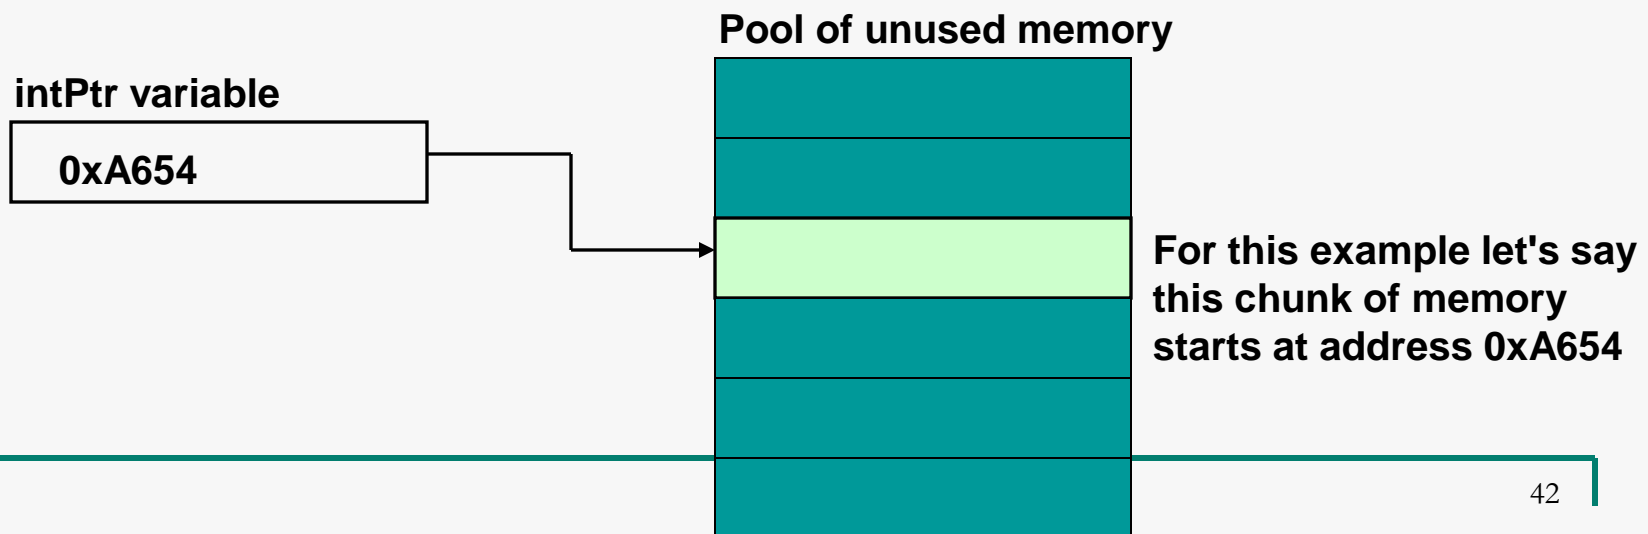 Pool of unused memory
intPtr variable
0xA654
For this example let's say
this chunk of memory
starts at address 0xA654
42